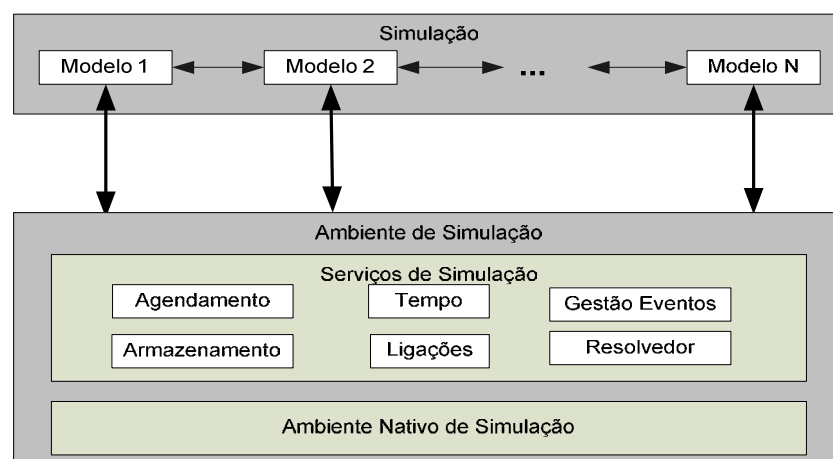 Simulação
Modelo 1
Modelo 2
...
Modelo N
Ambiente de Simulação
Serviços de Simulação
Agendamento
Tempo
Gestão Eventos
Armazenamento
Ligações
Resolvedor
Ambiente Nativo de Simulação